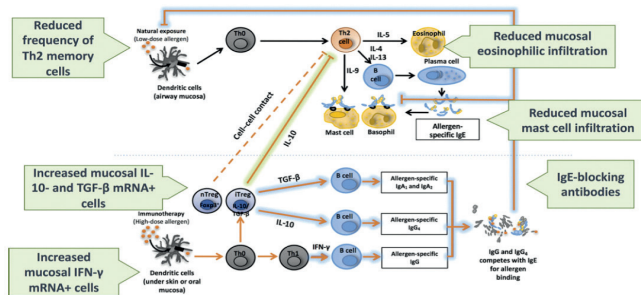 Reduced
frequency of
Th2 memory
cells
Natural exposure
(Low-dose allergen)
Dendritic cells
(airway mucosa)
Th0
Th2
cell
IL-5
IL-4
IL-13
IL-9
Eosinophil
B
cell
Plasma cell
Mast cell
Basophil
Allergen-
specific IgE
Reduced mucosal
eosinophilic infiltration
Reduced mucosal
mast cell infiltration
Cell–cell contact
IL-10
Increased mucosal IL-
10- and TGF-β mRNA+
cells
nTreg
Foxp3
iTreg
IL-10/
TGF-β
TGF-β
B cell
Allergen-specific
IgA₁ and IgA₂
IL-10
B cell
Allergen-specific
IgG₄
IgE-blocking
antibodies
Immunotherapy
(High-dose allergen)
Increased
mucosal IFN-γ
mRNA+ cells
Dendritic cells
(under skin or oral
mucosa)
Th0
Th1
IFN-γ
B cell
Allergen-specific
IgG
IgG and IgG₄
competes with IgE
for allergen
binding